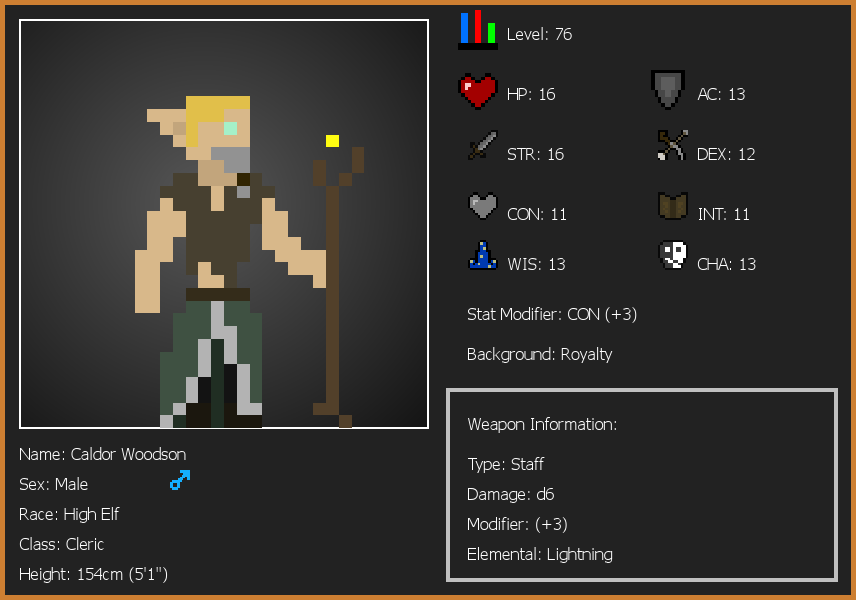 Level: 76
HP: 16
AC: 13
STR: 16
DEX: 12
CON: 11
INT: 11
WIS: 13
CHA: 13
Stat Modifier: CON (+3)
Background: Royalty
Weapon Information:
Type: Staff
Damage: d6
Modifier: (+3)
Elemental: Lightning
Name: Caldor Woodson
Sex: Male
Race: High Elf
Class: Cleric
Height: 154cm (5'1")